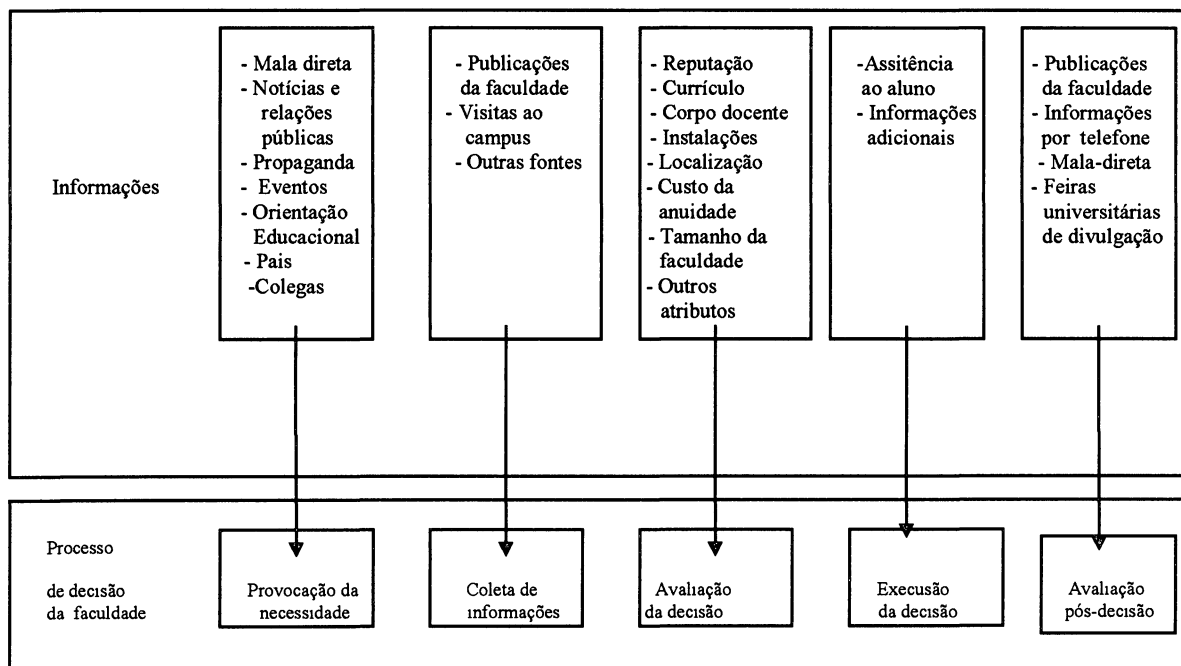 Informações
- Mala direta
- Notícias e
relações
públicas
- Propaganda
- Eventos
- Orientação
Educacional
- Pais
-Colegas
- Publicações
da faculdade
- Visitas ao
campus
- Outras fontes
- Reputação
- Currículo
- Corpo docente
- Instalações
- Localização
- Custo da
anuidade
- Tamanho da
faculdade
- Outros
atributos
-Assitência
ao aluno
- Informações
adicionais
- Publicações
da faculdade
- Informações
por telefone
- Mala-direta
- Feiras
universitárias
de divulgação
Processo
de decisão
da faculdade
Provocação da
necessidade
Coleta de
informações
Avaliação
da decisão
Execusão
da decisão
Avaliação
pós-decisão